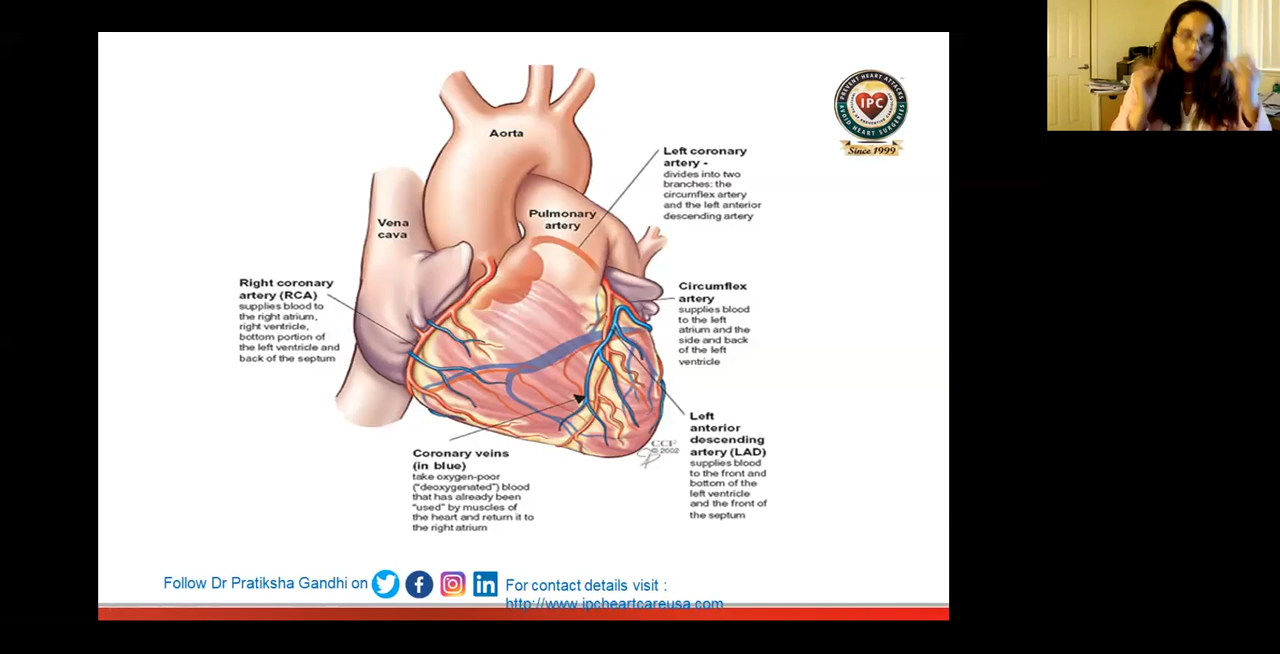 Aorta
Left coronary
artery -
divides into two
branches: the
circumflex artery
and the left anterior
descending artery
Pulmonary
artery
Vena
cava
Right coronary
artery (RCA)
supplies blood to
the right atrium,
right ventricle,
bottom portion of
the left ventricle and
back of the septum
Circumflex
artery
supplies blood
to the left
atrium and the
side and back
of the left
ventricle
Left
anterior
descending
artery (LAD)
supplies blood
to the front and
bottom of the
left ventricle
and the front of
the septum
Coronary veins
(in blue)
take oxygen-poor
("deoxygenated") blood
that has already been
"used" by muscles of
the heart and return it to
the right atrium
CCF
© 2002
PREVENT HEART ATTACKS
IPC
AVOID HEART SURGERIES
Since 1999
Follow Dr Pratiksha Gandhi on
For contact details visit :
http://www.ipcheartcareusa.com